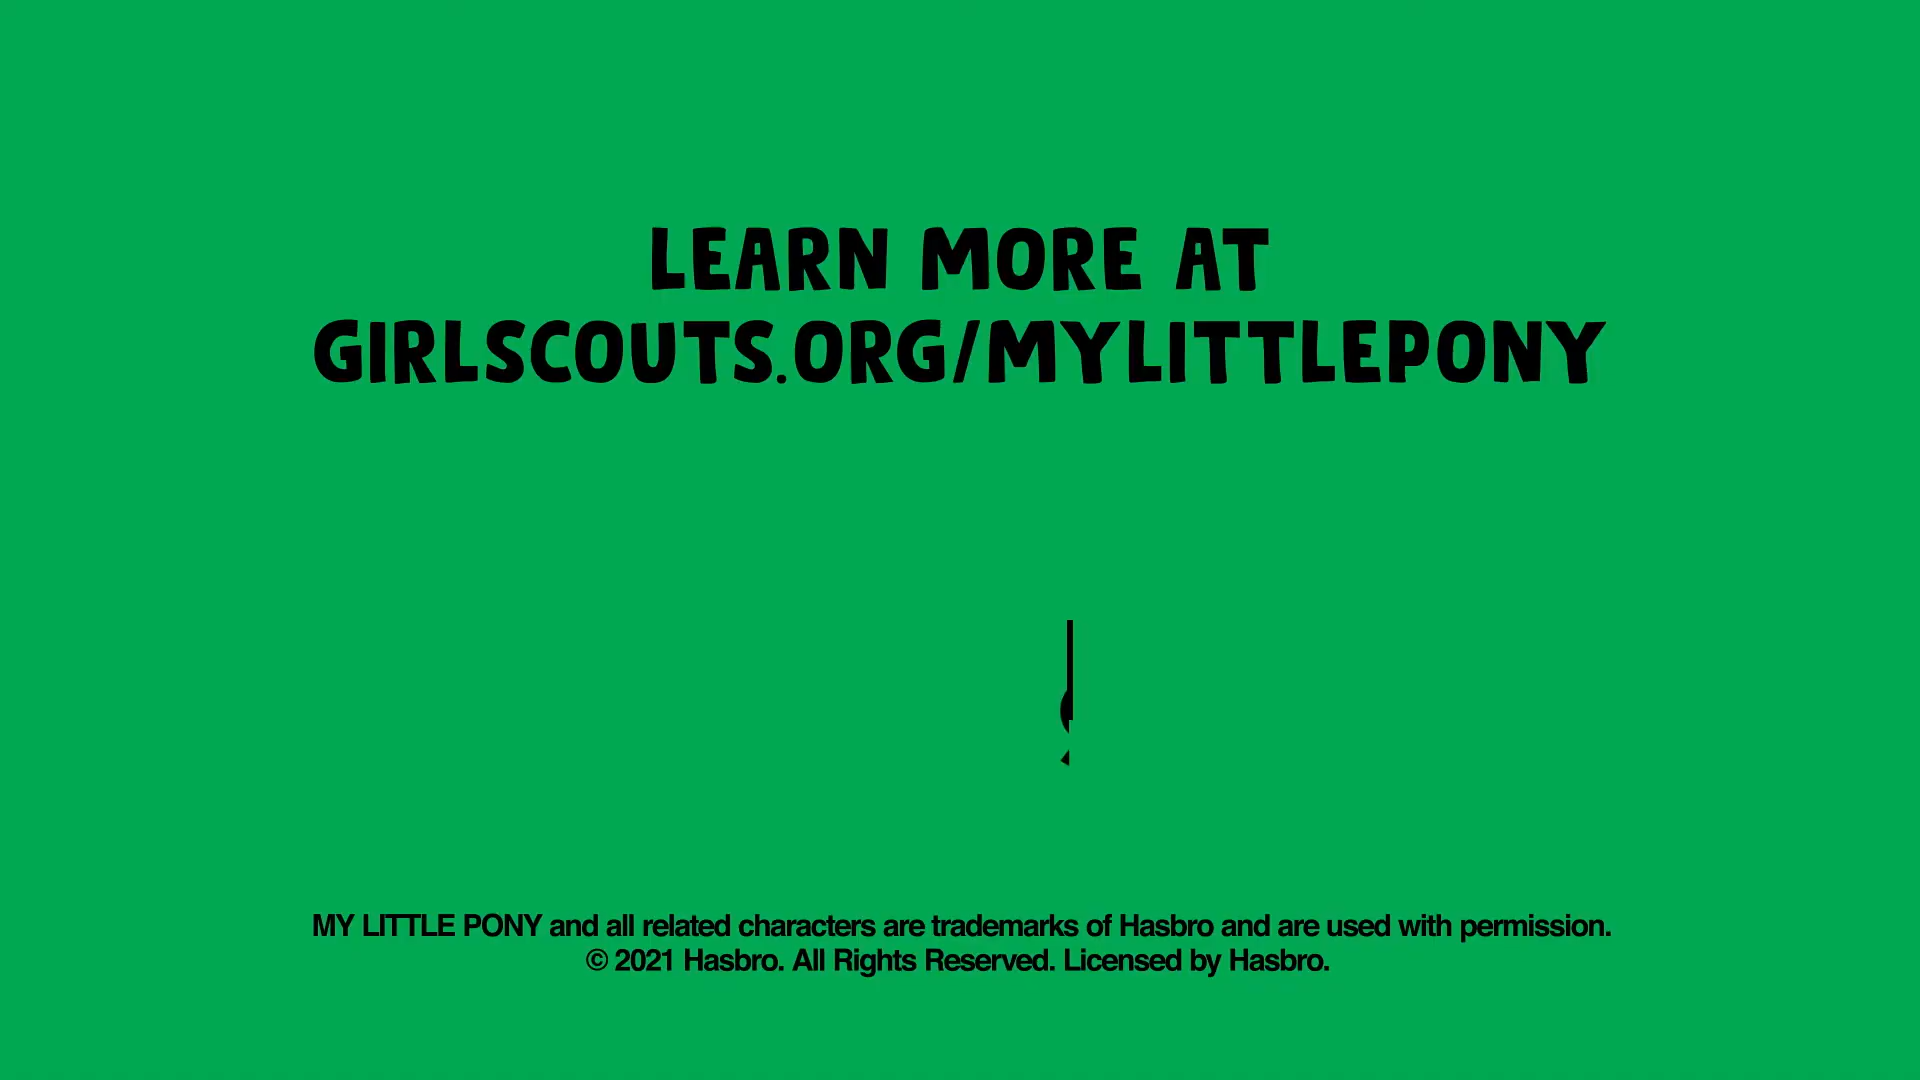 LEARN MORE AT
GIRLSCOUTS.ORG/MYLITTLEPONY
MY LITTLE PONY and all related characters are trademarks of Hasbro and are used with permission.
© 2021 Hasbro. All Rights Reserved. Licensed by Hasbro.